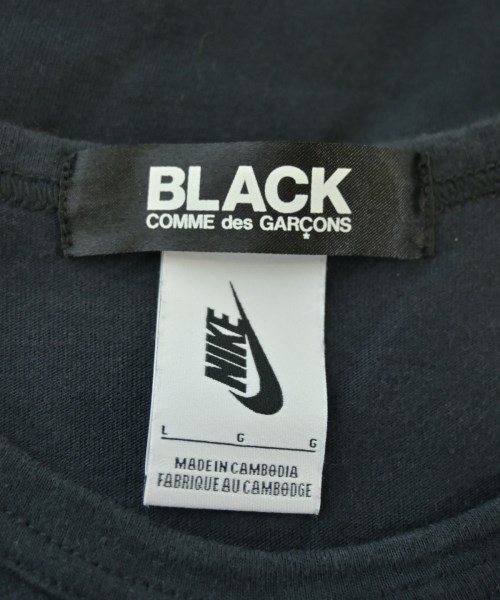 BLACK
COMME des GARÇONS
NIKE
L G G
MADE IN CAMBODIA
FABRIQUE AU CAMBODGE